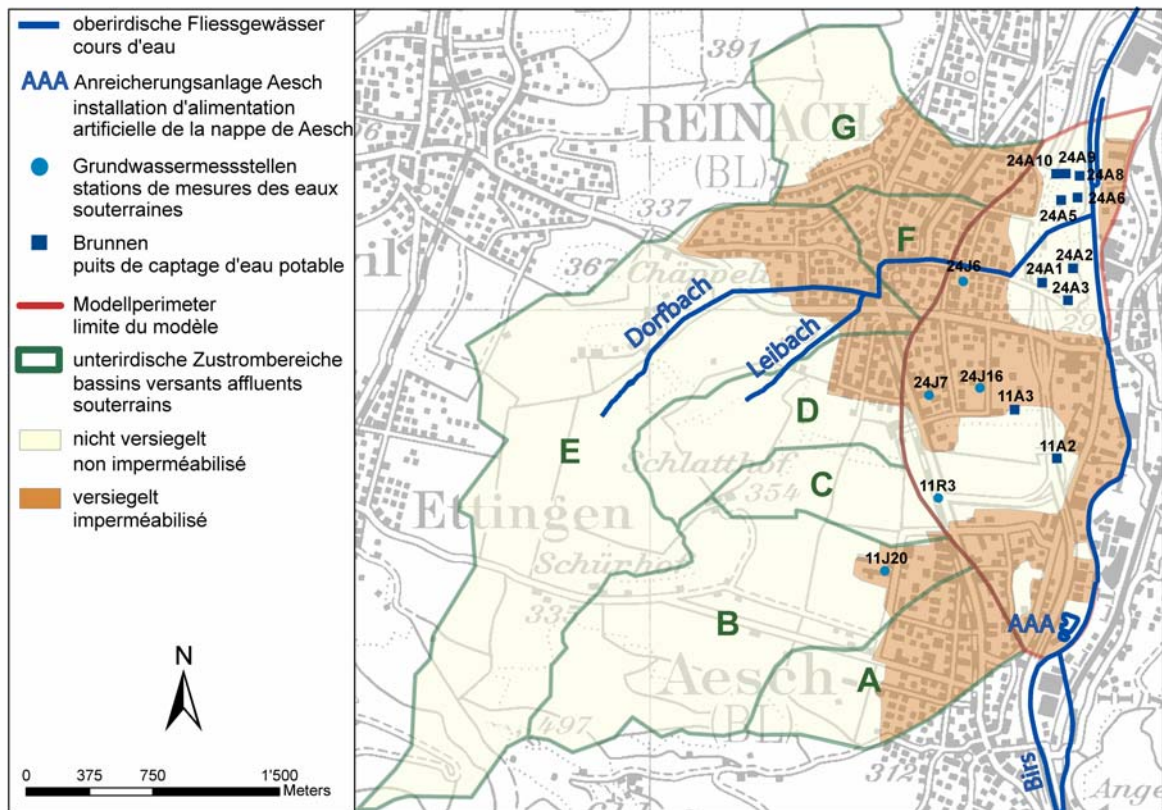 oberirdische Fliessgewässer
cours d'eau
AAA Anreicherungsanlage Aesch
installation d'alimentation
artificielle de la nappe de Aesch
Grundwassermessstellen
stations de mesures des eaux
souterraines
Brunnen
puits de captage d'eau potable
Modellperimeter
limite du modèle
unterirdische Zustrombereiche
bassins versants affluents
souterrains
nicht versiegelt
non imperméabilisé
versiegelt
imperméabilisé
N
0 375 750 1'500
Meters
391
REINACH
(BL)
G
24A10 24A9
24A8
24A6
24A5
337
F
367
Chappeli
24J6
24A2
24A1
24A3
Dorfbach
Leibach
24J7 24J16
11A3
D
E
11A2
Schlatthof
354
C
11R3
Ettingen
Schürhof
11J20
335
B
AAA
Aesch
(BL)
A
497
312
Birs
Ange